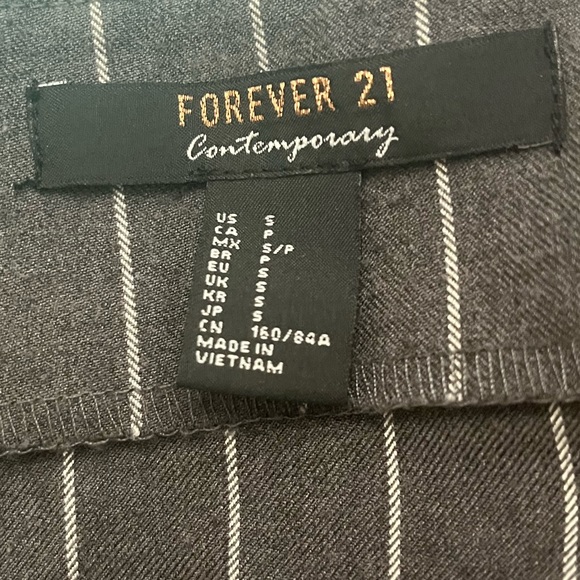 FOREVER 21
Contemporary
US S
CA P
MX S/P
BR P
EU S
UK S
KR S
JP S
CN 160/84A
MADE IN
VIETNAM